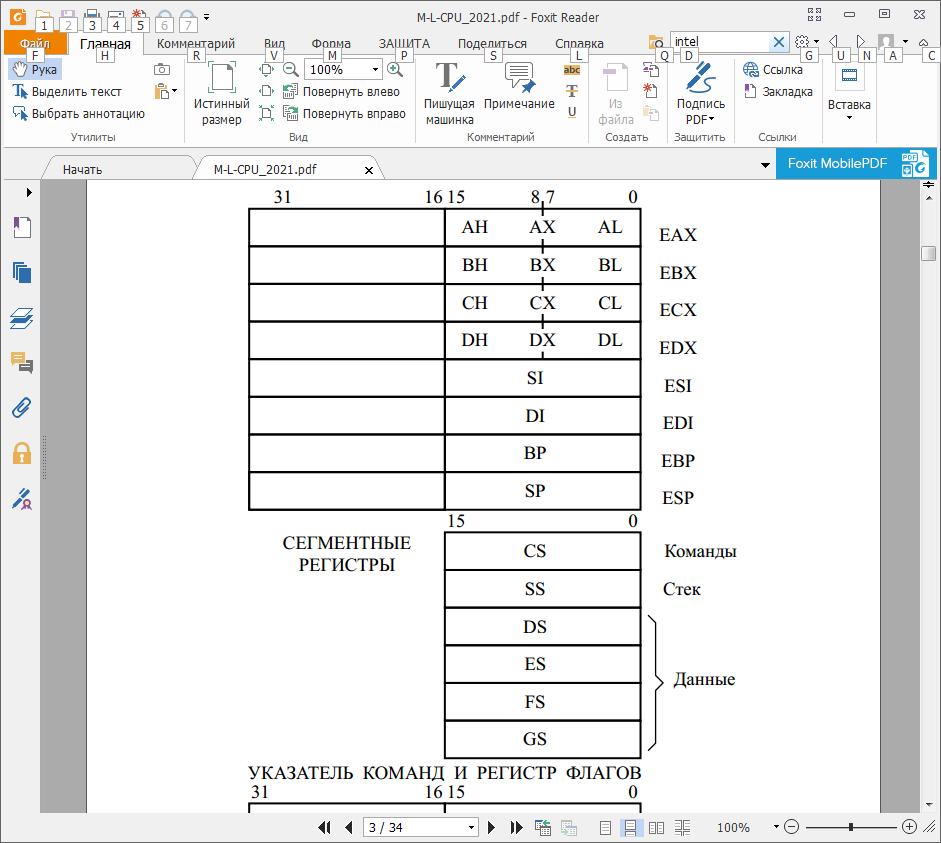 M-L-CPU_2021.pdf - Foxit Reader
1 2 3 4 5 6 7
Файл Главная Комментарий Вид Форма ЗАЩИТА Поделиться Справка intel
F H R V M P S L Q D G U N A C
Рука
Выделить текст
Выбрать аннотацию
Утилиты
Истинный размер
100%
Повернуть влево
Повернуть вправо
Вид
Пишущая машинка
Примечание
abc
T
U
Комментарий
Из файла
Создать
Подпись PDF
Защитить
Ссылка
Закладка
Ссылки
Вставка
Начать M-L-CPU_2021.pdf Foxit MobilePDF PDF
31 16 15 8,7 0
AH AX AL EAX
BH BX BL EBX
CH CX CL ECX
DH DX DL EDX
SI ESI
DI EDI
BP EBP
SP ESP
15 0
СЕГМЕНТНЫЕ
РЕГИСТРЫ
CS Команды
SS Стек
DS
ES
Данные
FS
GS
УКАЗАТЕЛЬ КОМАНД И РЕГИСТР ФЛАГОВ
31 16 15 0
3 / 34 100%